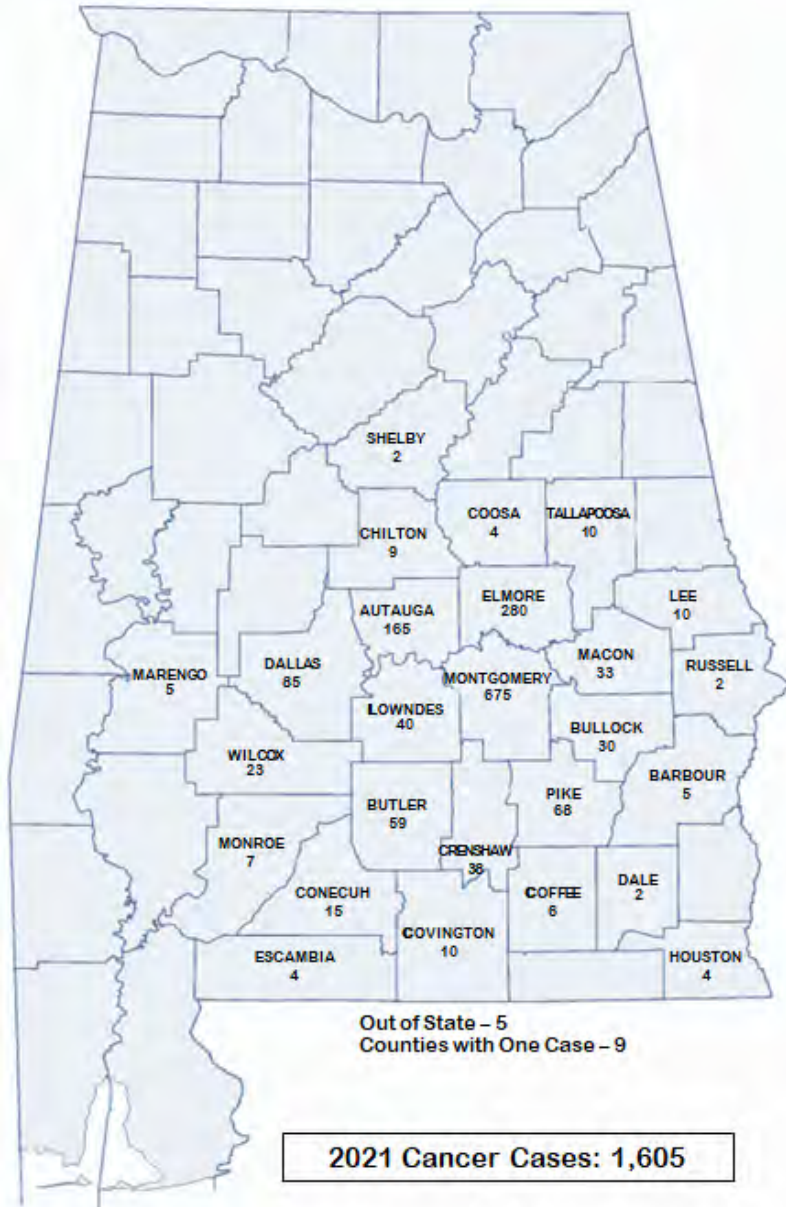 SHELBY
2
COOSA
4
TALLAPOOSA
10
CHILTON
9
ELMORE
280
LEE
10
AUTAUGA
165
MACON
33
RUSSELL
2
MARENGO
5
DALLAS
85
MONTGOMERY
675
LOWNDES
40
BULLOCK
30
WILCOX
23
BARBOUR
5
BUTLER
59
PIKE
68
MONROE
7
CRENSHAW
38
CONECUH
15
COFFEE
6
DALE
2
COVINGTON
10
ESCAMBIA
4
HOUSTON
4
Out of State – 5
Counties with One Case – 9
2021 Cancer Cases: 1,605